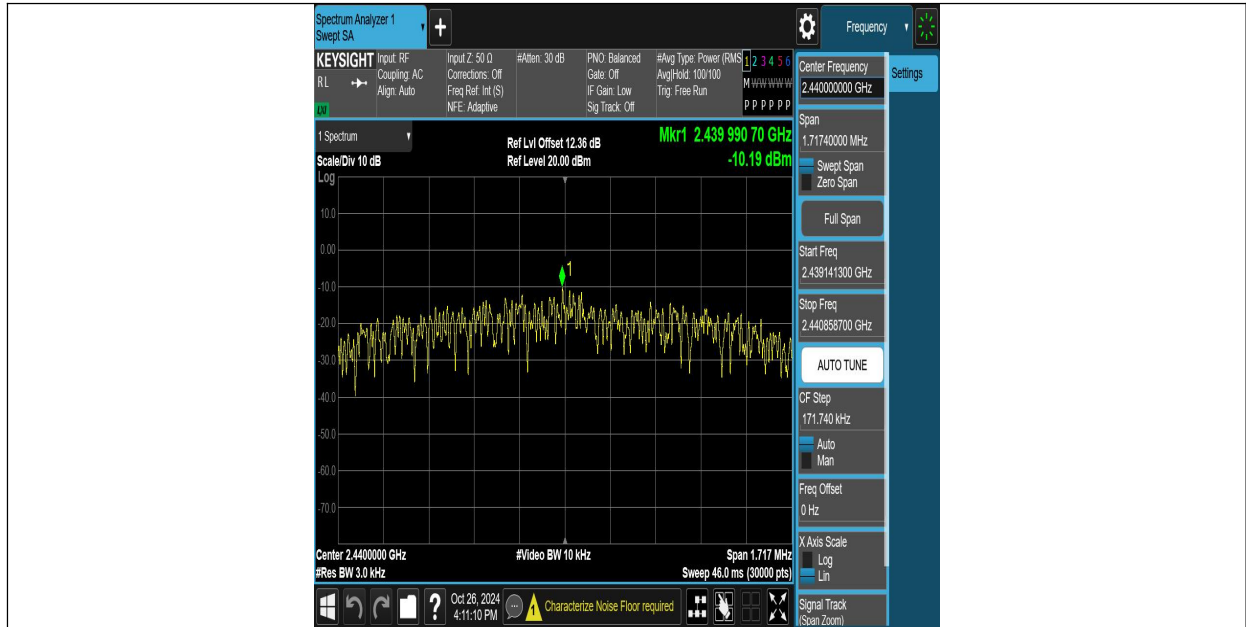 Spectrum Analyzer 1
Swept SA
+
Frequency
KEYSIGHT
RL
LXI
Input: RF
Coupling: AC
Align: Auto
Input Z: 50 Ω
Corrections: Off
Freq Ref: Int (S)
NFE: Adaptive
#Atten: 30 dB
PNO: Balanced
Gate: Off
IF Gain: Low
Sig Track: Off
#Avg Type: Power (RMS
Avg|Hold: 100/100
Trig: Free Run
1 2 3 4 5 6
M W W W W W
P P P P P P
1 Spectrum
Scale/Div 10 dB
Ref Lvl Offset 12.36 dB
Ref Level 20.00 dBm
Mkr1 2.439 990 70 GHz
-10.19 dBm
Log
10.0
0.00
-10.0
-20.0
-30.0
-40.0
-50.0
-60.0
-70.0
1
Center 2.4400000 GHz
#Res BW 3.0 kHz
#Video BW 10 kHz
Span 1.717 MHz
Sweep 46.0 ms (30000 pts)
?
Oct 26, 2024
4:11:10 PM
1
Characterize Noise Floor required
Center Frequency
2.440000000 GHz
Settings
Span
1.71740000 MHz
Swept Span
Zero Span
Full Span
Start Freq
2.439141300 GHz
Stop Freq
2.440858700 GHz
AUTO TUNE
CF Step
171.740 kHz
Auto
Man
Freq Offset
0 Hz
X Axis Scale
Log
Lin
Signal Track
(Span Zoom)